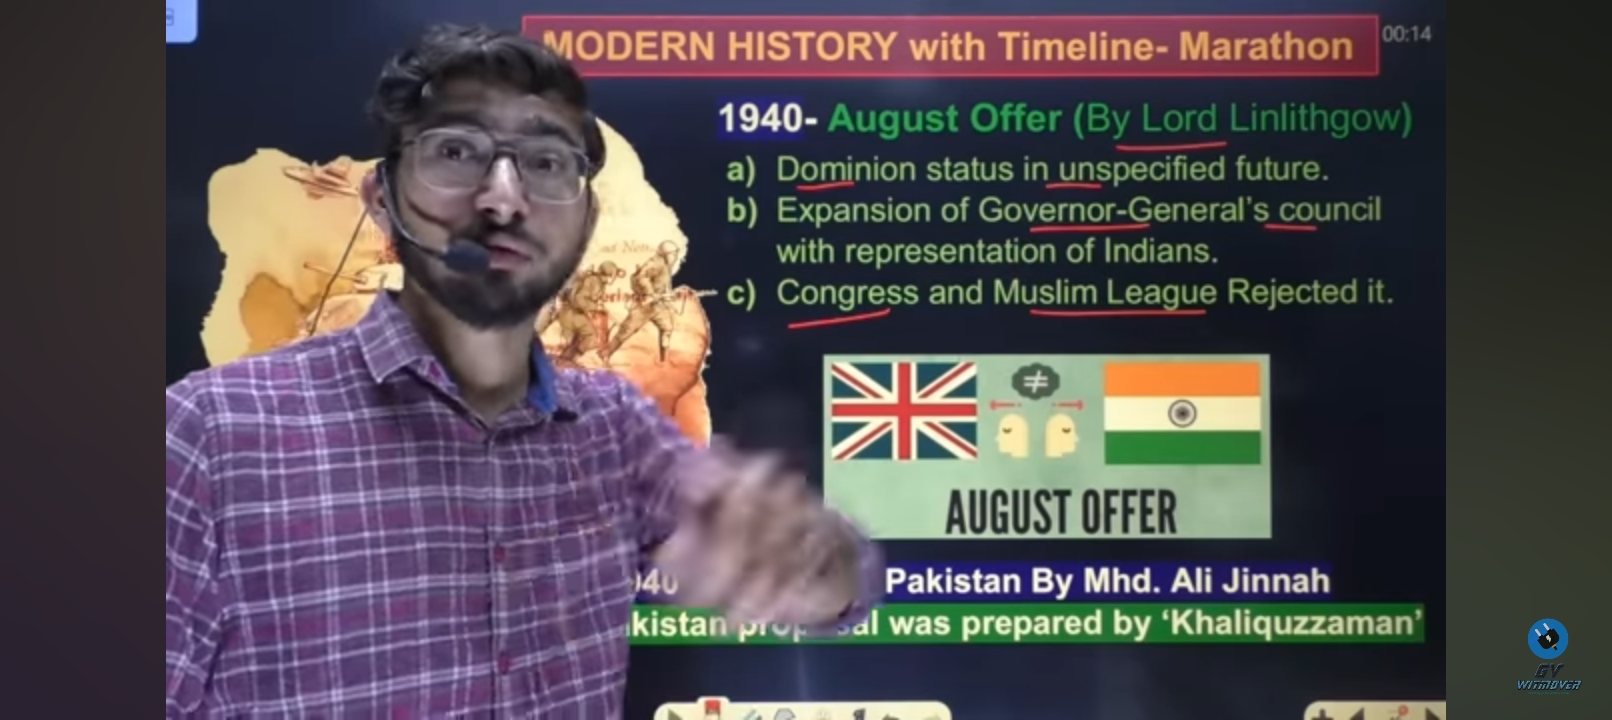 MODERN HISTORY with Timeline- Marathon
00:14
1940- August Offer (By Lord Linlithgow)
a) Dominion status in unspecified future.
b) Expansion of Governor-General's council
with representation of Indians.
c) Congress and Muslim League Rejected it.
≠
AUGUST OFFER
Pakistan By Mhd. Ali Jinnah
was prepared by ‘Khaliquzzaman’